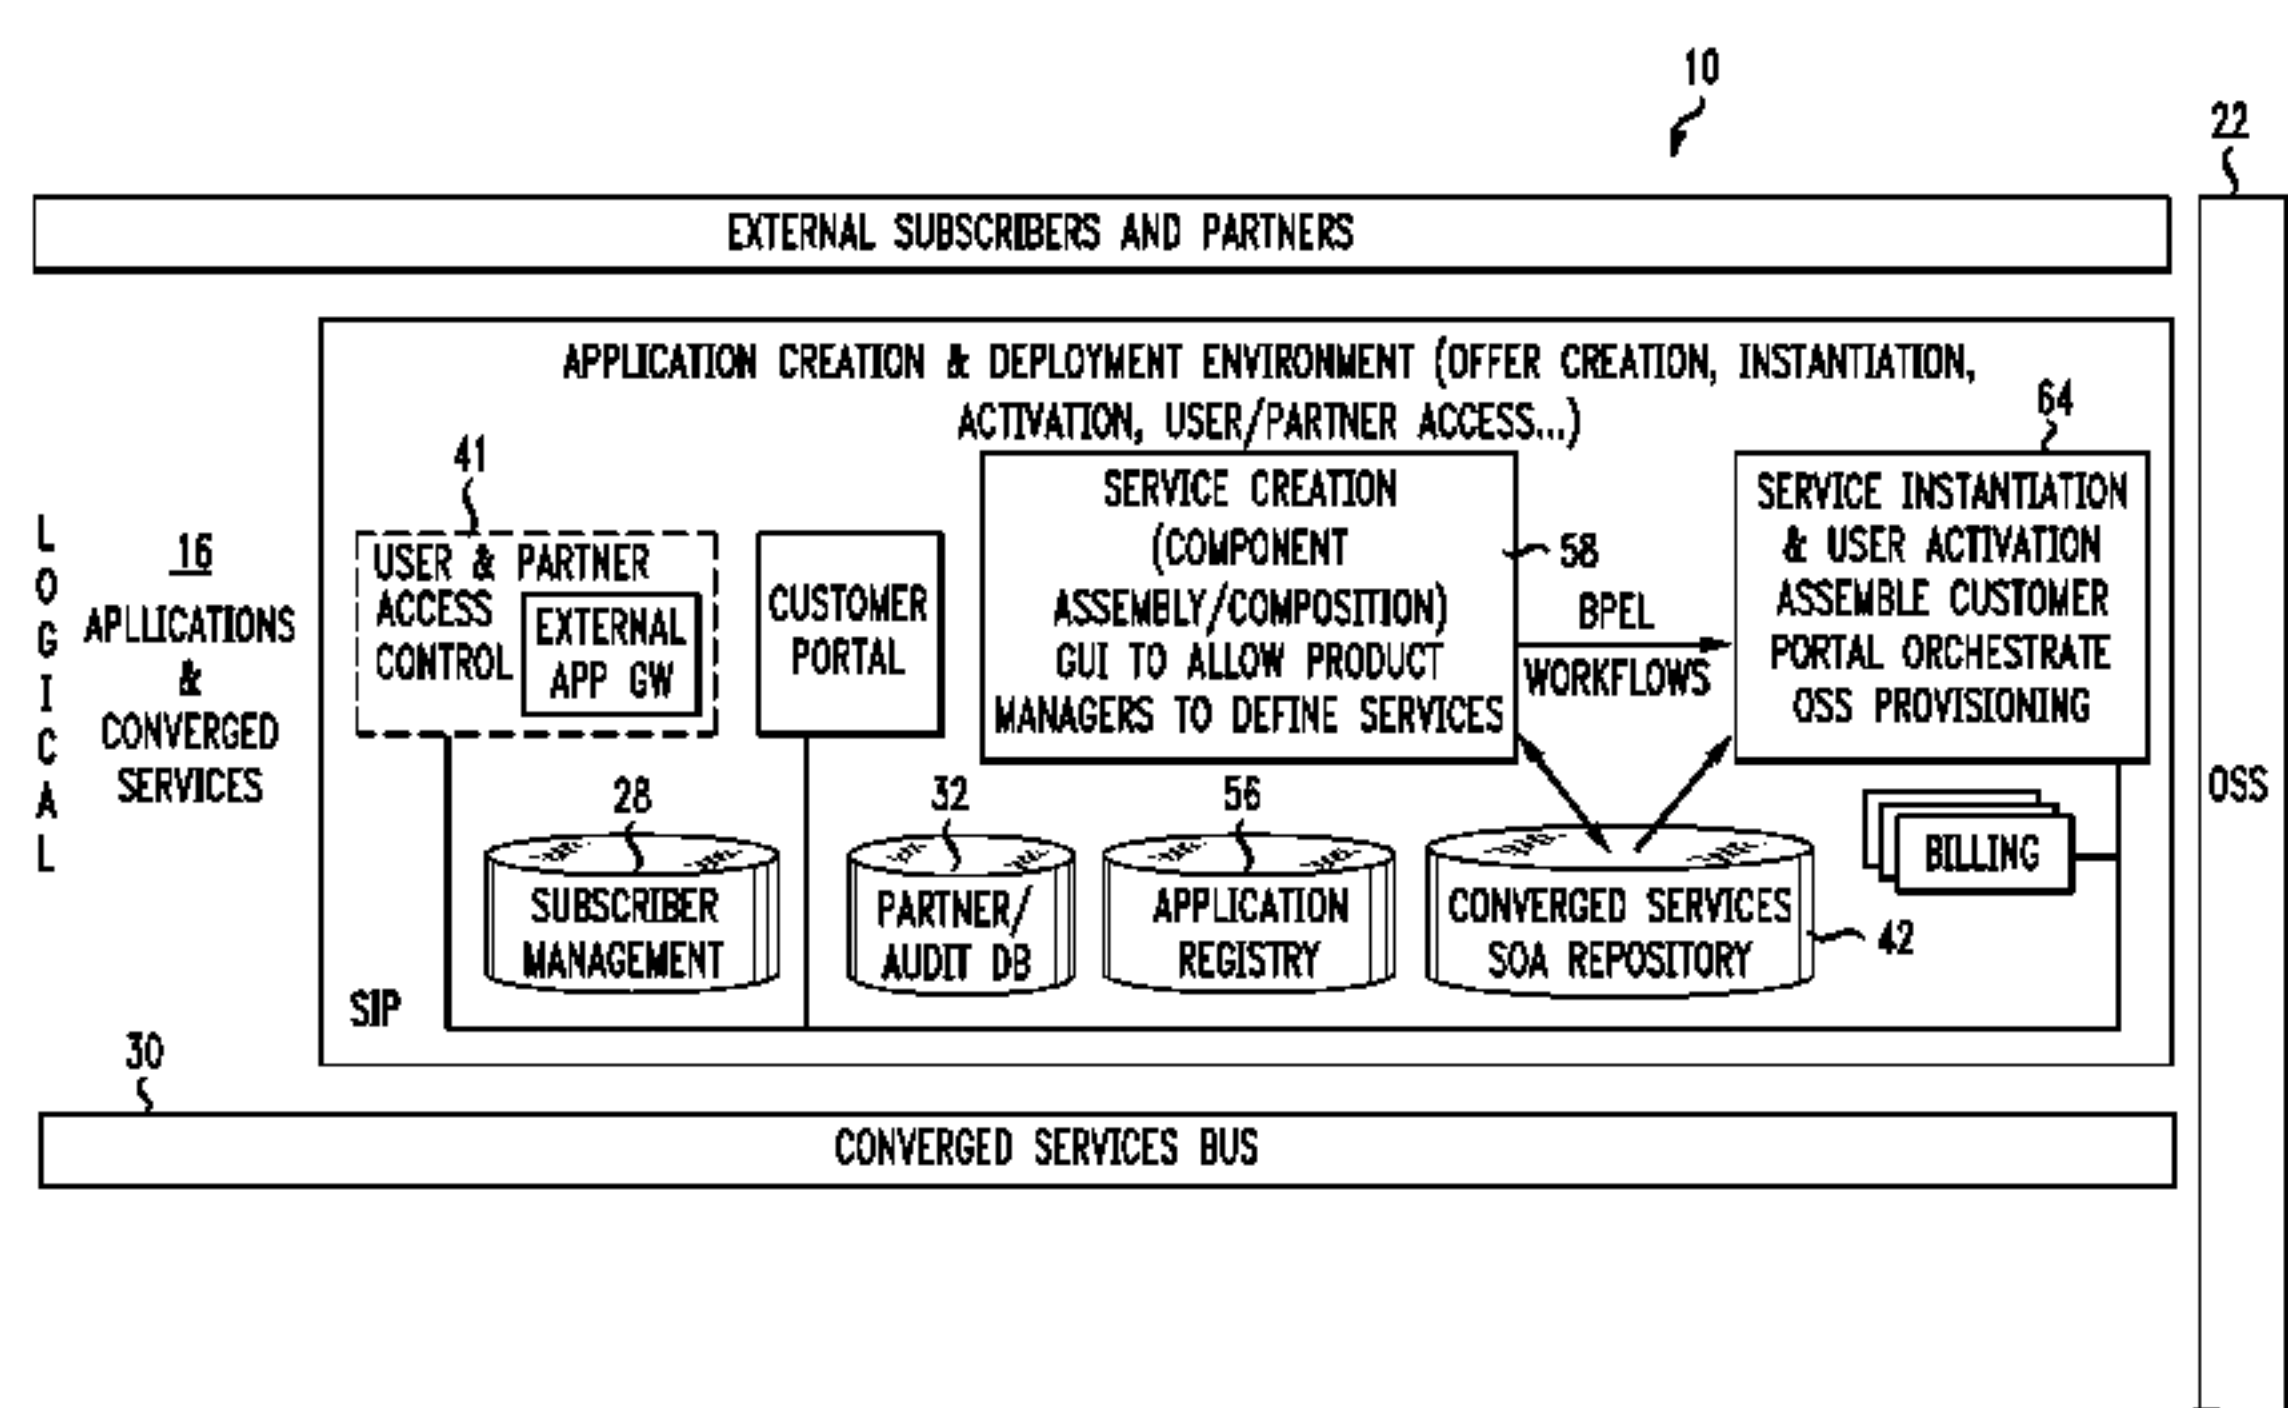 10
22
EXTERNAL SUBSCRIBERS AND PARTNERS
APPLICATION CREATION & DEPLOYMENT ENVIRONMENT (OFFER CREATION, INSTANTIATION,
ACTIVATION, USER/PARTNER ACCESS...)
64
41
LOGICAL
16
APLLICATIONS
&
CONVERGED
SERVICES
USER & PARTNER
ACCESS
CONTROL
EXTERNAL
APP GW
CUSTOMER
PORTAL
SERVICE CREATION
(COMPONENT
ASSEMBLY/COMPOSITION)
GUI TO ALLOW PRODUCT
MANAGERS TO DEFINE SERVICES
58
BPEL
WORKFLOWS
SERVICE INSTANTIATION
& USER ACTIVATION
ASSEMBLE CUSTOMER
PORTAL ORCHESTRATE
OSS PROVISIONING
OSS
28
SUBSCRIBER
MANAGEMENT
32
PARTNER/
AUDIT DB
56
APPLICATION
REGISTRY
CONVERGED SERVICES
SOA REPOSITORY
42
BILLING
SIP
30
CONVERGED SERVICES BUS